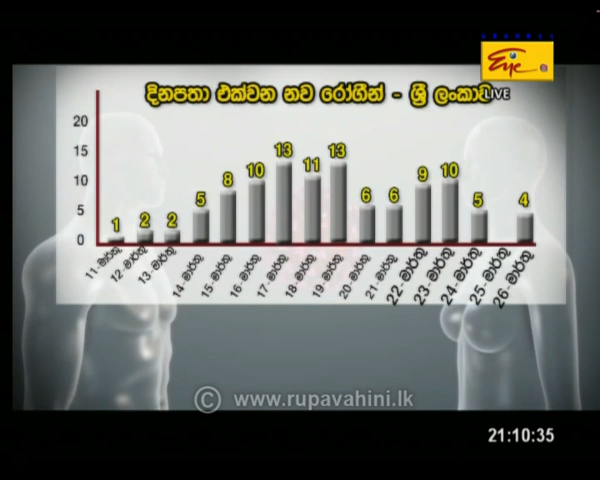 Eye
LIVE
දිනපතා එක්වන නව රෝගීන් - ශ්‍රී ලංකාව
20
15
10
5
0
1 2 2 5 8 10 13 11 13 6 6 9 10 5 4
11-මාර්තු 12-මාර්තු 13-මාර්තු 14-මාර්තු 15-මාර්තු 16-මාර්තු 17-මාර්තු 18-මාර්තු 19-මාර්තු 20-මාර්තු 21-මාර්තු 22-මාර්තු 23-මාර්තු 24-මාර්තු 25-මාර්තු 26-මාර්තු
© www.rupavahini.lk
21:10:35